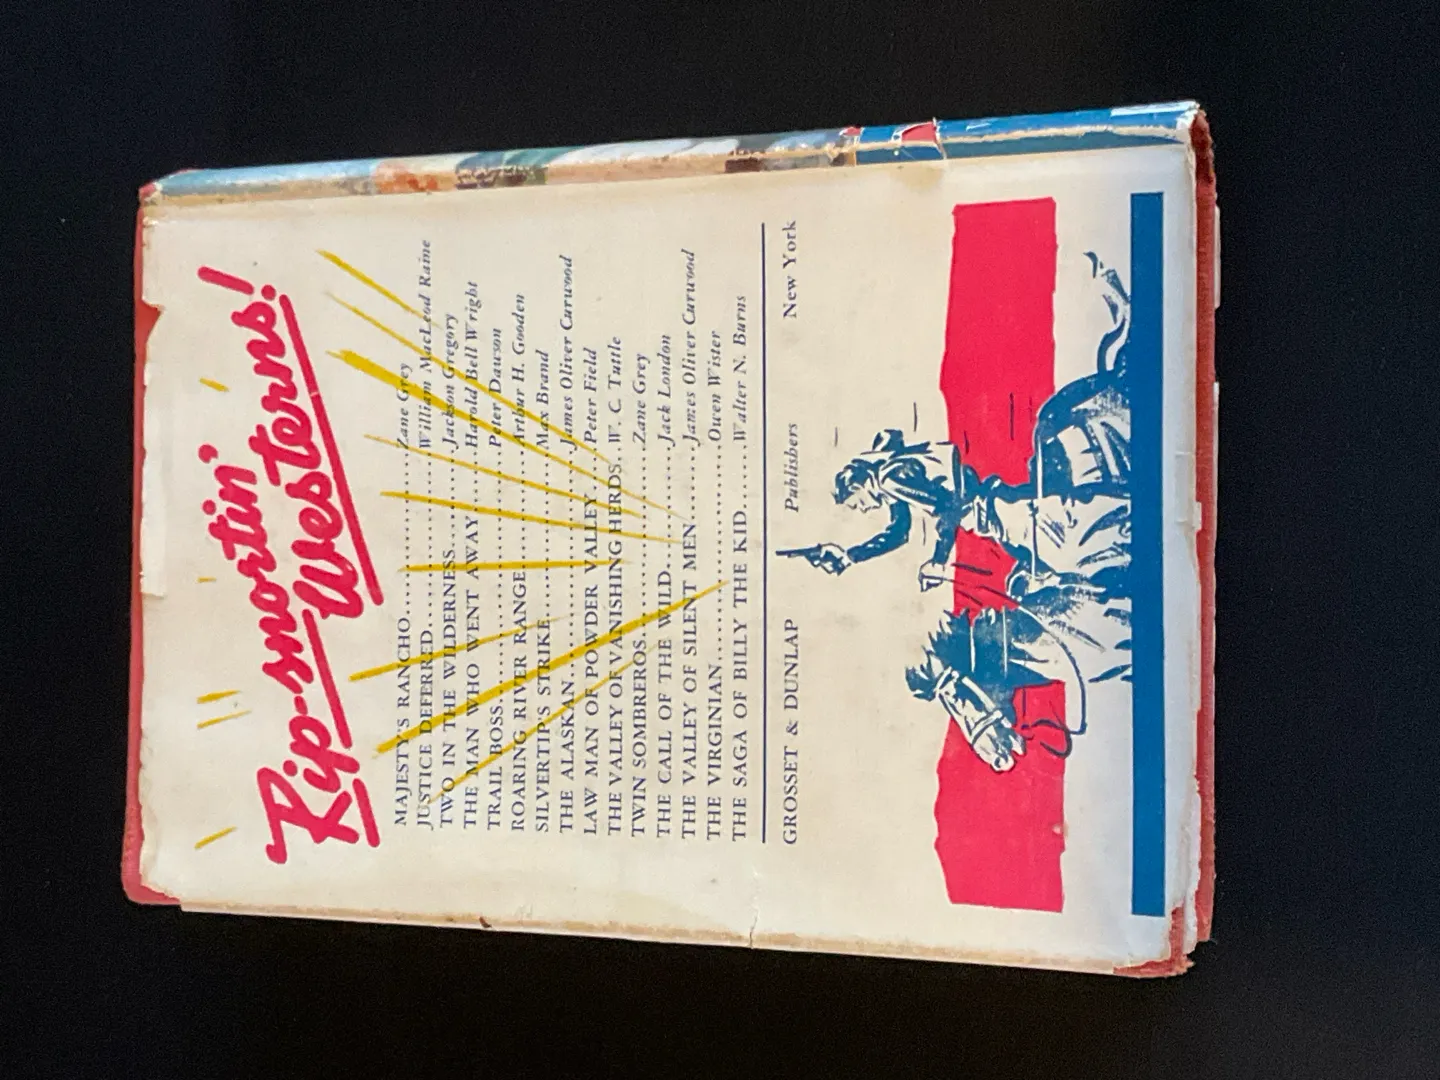 Rip-snortin'
Westerns!
MAJESTY'S RANCHO..........Zane Grey
JUSTICE DEFERRED..........William MacLeod Raine
TWO IN THE WILDERNESS..........Jackson Gregory
THE MAN WHO WENT AWAY..........Harold Bell Wright
TRAIL BOSS..........Peter Dawson
ROARING RIVER RANGE..........Arthur H. Gooden
SILVERTIP'S STRIKE..........Max Brand
THE ALASKAN..........James Oliver Curwood
LAW MAN OF POWDER VALLEY..Peter Field
THE VALLEY OF VANISHING HERDS..W. C. Tuttle
TWIN SOMBREROS..........Zane Grey
THE CALL OF THE WILD..........Jack London
THE VALLEY OF SILENT MEN..........James Oliver Curwood
THE VIRGINIAN..........Owen Wister
THE SAGA OF BILLY THE KID......Walter N. Burns
GROSSET & DUNLAP Publishers New York